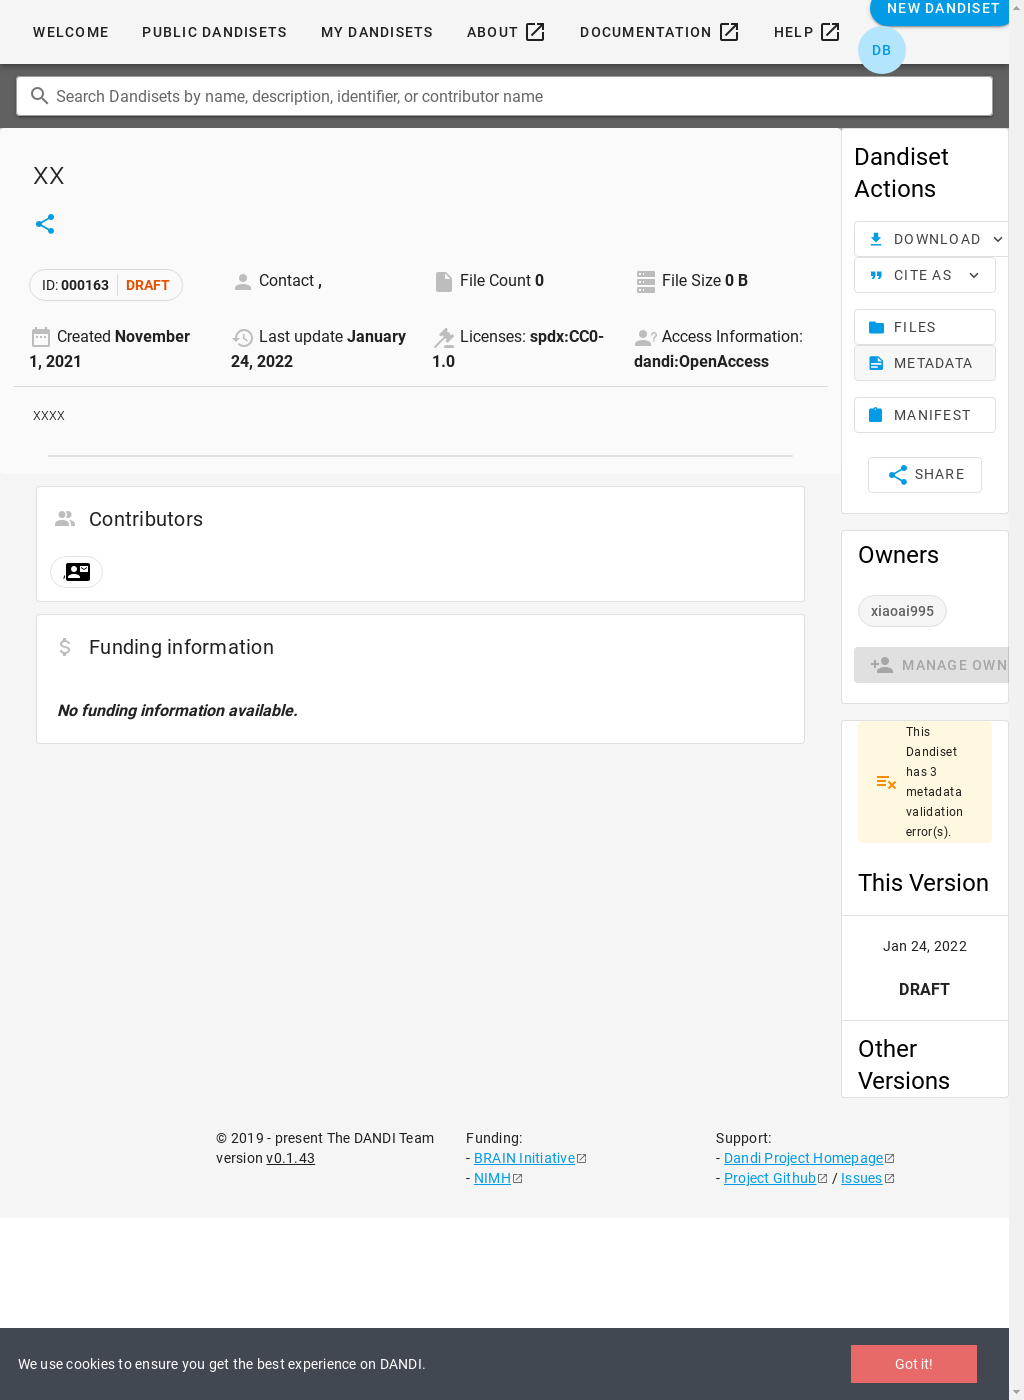 WELCOME
PUBLIC DANDISETS
MY DANDISETS
ABOUT
DOCUMENTATION
HELP
NEW DANDISET
DB
Search Dandisets by name, description, identifier, or contributor name
XX
ID: 000163 DRAFT
Contact ,
File Count 0
File Size 0 B
Created November
1, 2021
Last update January
24, 2022
Licenses: spdx:CC0-
1.0
Access Information:
dandi:OpenAccess
XXXX
Contributors
,
Funding information
No funding information available.
Dandiset
Actions
DOWNLOAD
CITE AS
FILES
METADATA
MANIFEST
SHARE
Owners
xiaoai995
MANAGE OWN
This
Dandiset
has 3
metadata
validation
error(s).
This Version
Jan 24, 2022
DRAFT
Other
Versions
© 2019 - present The DANDI Team
version v0.1.43
Funding:
- BRAIN Initiative
- NIMH
Support:
- Dandi Project Homepage
- Project Github / Issues
We use cookies to ensure you get the best experience on DANDI.
Got it!